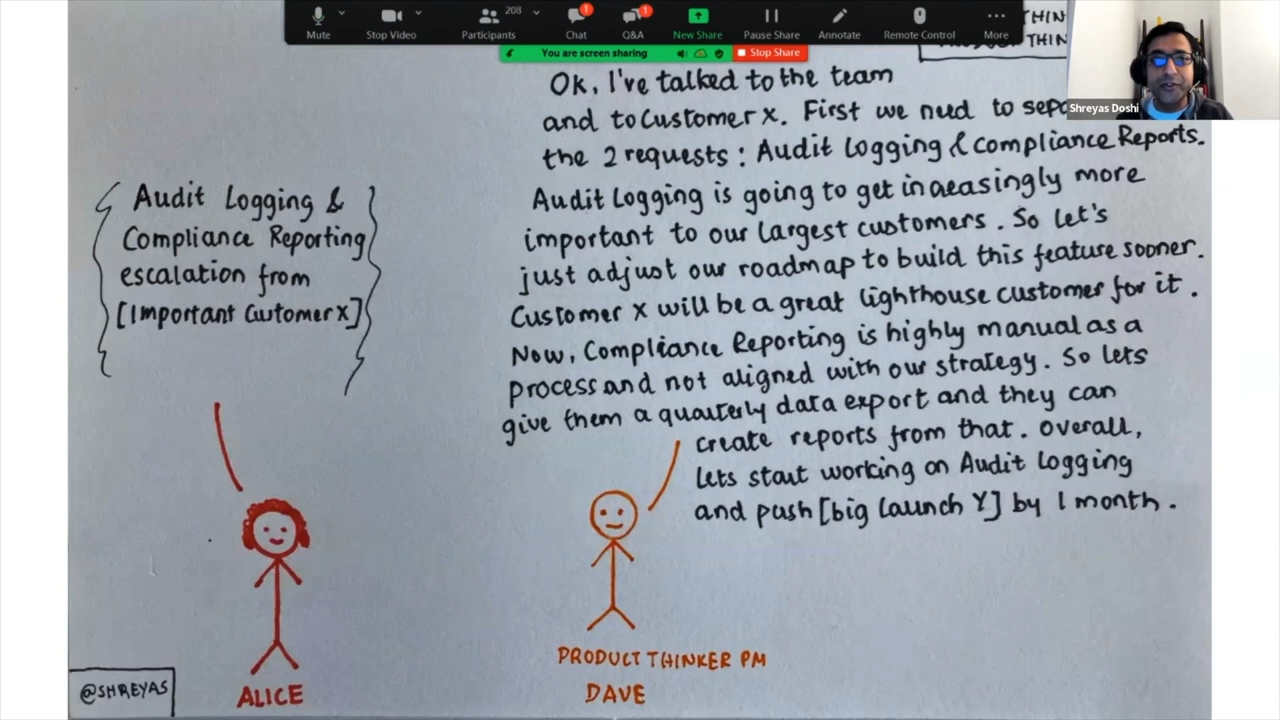 Mute
Stop Video
Participants
208
Chat
1
Q&A
1
New Share
Pause Share
Annotate
Remote Control
More
You are screen sharing
Stop Share
Shreyas Doshi
THIN
THIN
Ok, I've talked to the team
and to Customer X. First we need to sepa
the 2 requests: Audit Logging & Compliance Reports.
Audit Logging is going to get increasingly more
important to our largest customers. So let's
just adjust our roadmap to build this feature sooner.
Customer X will be a great lighthouse customer for it.
Now, Compliance Reporting is highly manual as a
process and not aligned with our strategy. So lets
give them a quarterly data export and they can
create reports from that. Overall,
lets start working on Audit Logging
and push [big launch Y] by 1 month.
Audit Logging &
Compliance Reporting
escalation from
[Important Customer X]
PRODUCT THINKER PM
DAVE
ALICE
@SHREYAS